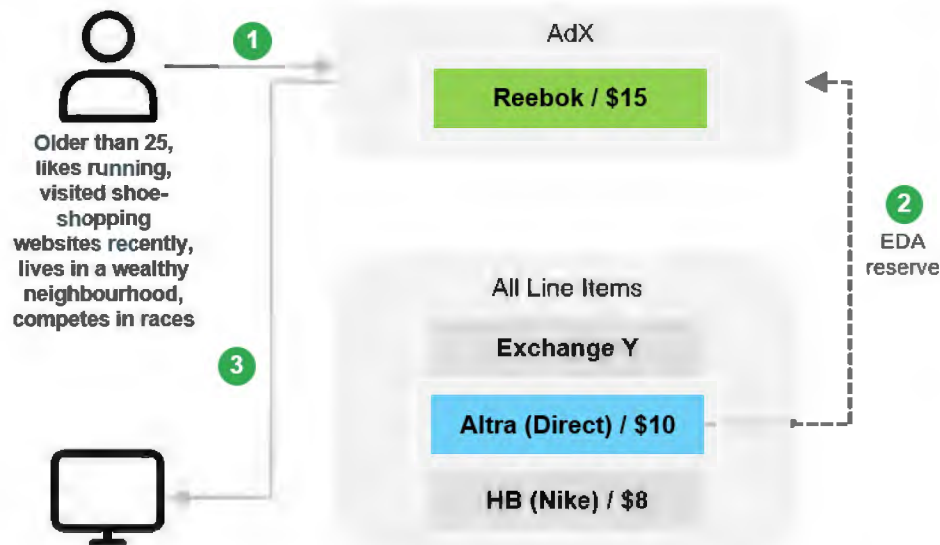 1
AdX
Reebok / $15
Older than 25,
likes running,
visited shoe-
shopping
websites recently,
lives in a wealthy
neighbourhood,
competes in races
2
EDA
reserve
All Line Items
Exchange Y
3
Altra (Direct) / $10
HB (Nike) / $8